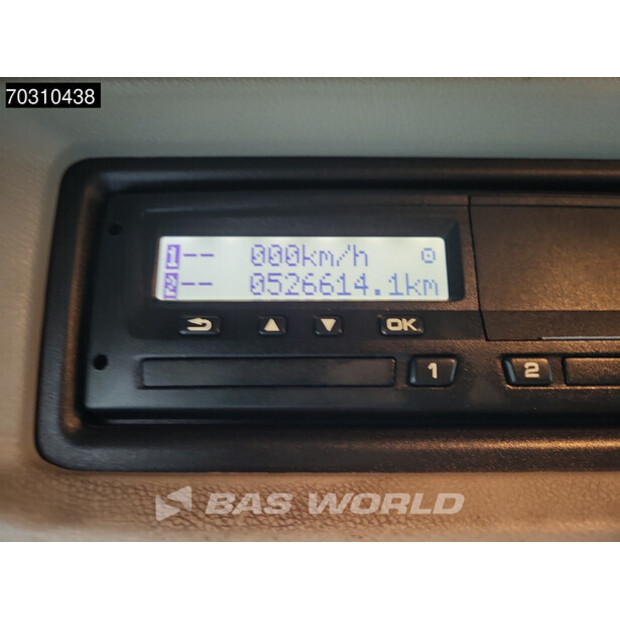 70310438
1-- 000km/h
2-- 0526614.1km
OK
1 2
BAS WORLD